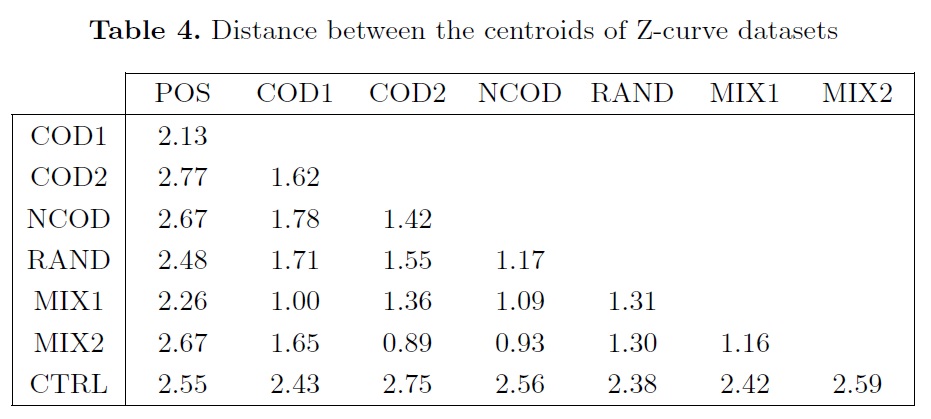 Table 4. Distance between the centroids of Z-curve datasets
POS COD1 COD2 NCOD RAND MIX1 MIX2
COD1 2.13
COD2 2.77 1.62
NCOD 2.67 1.78 1.42
RAND 2.48 1.71 1.55 1.17
MIX1 2.26 1.00 1.36 1.09 1.31
MIX2 2.67 1.65 0.89 0.93 1.30 1.16
CTRL 2.55 2.43 2.75 2.56 2.38 2.42 2.59